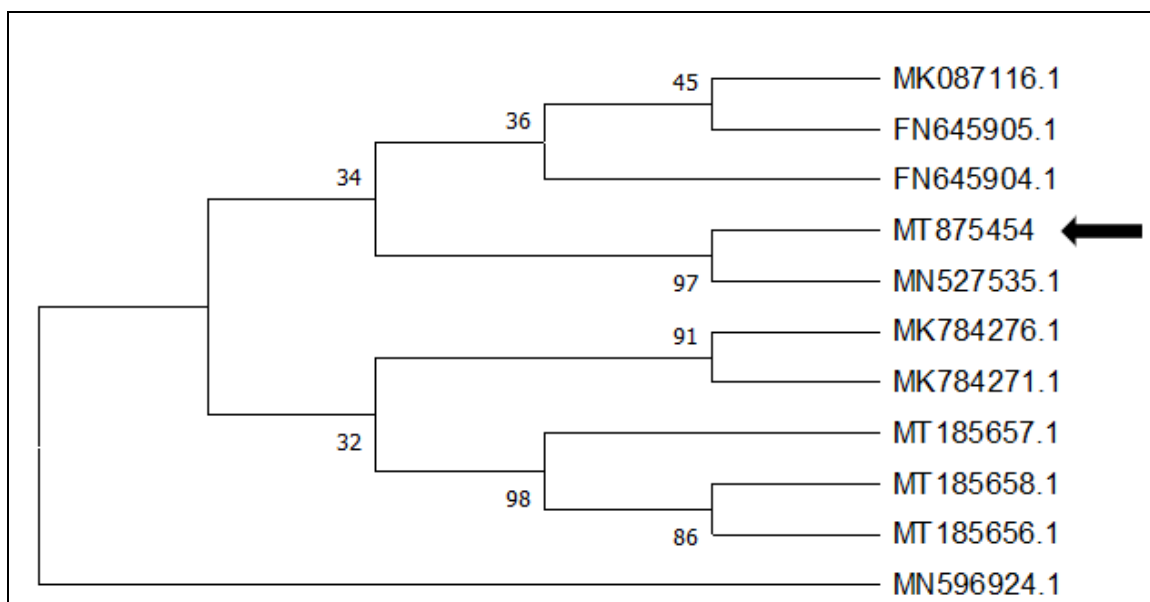 45
MK087116.1
36
FN645905.1
34
FN645904.1
MT875454
97
MN527535.1
91
MK784276.1
MK784271.1
32
MT185657.1
98
MT185658.1
86
MT185656.1
MN596924.1